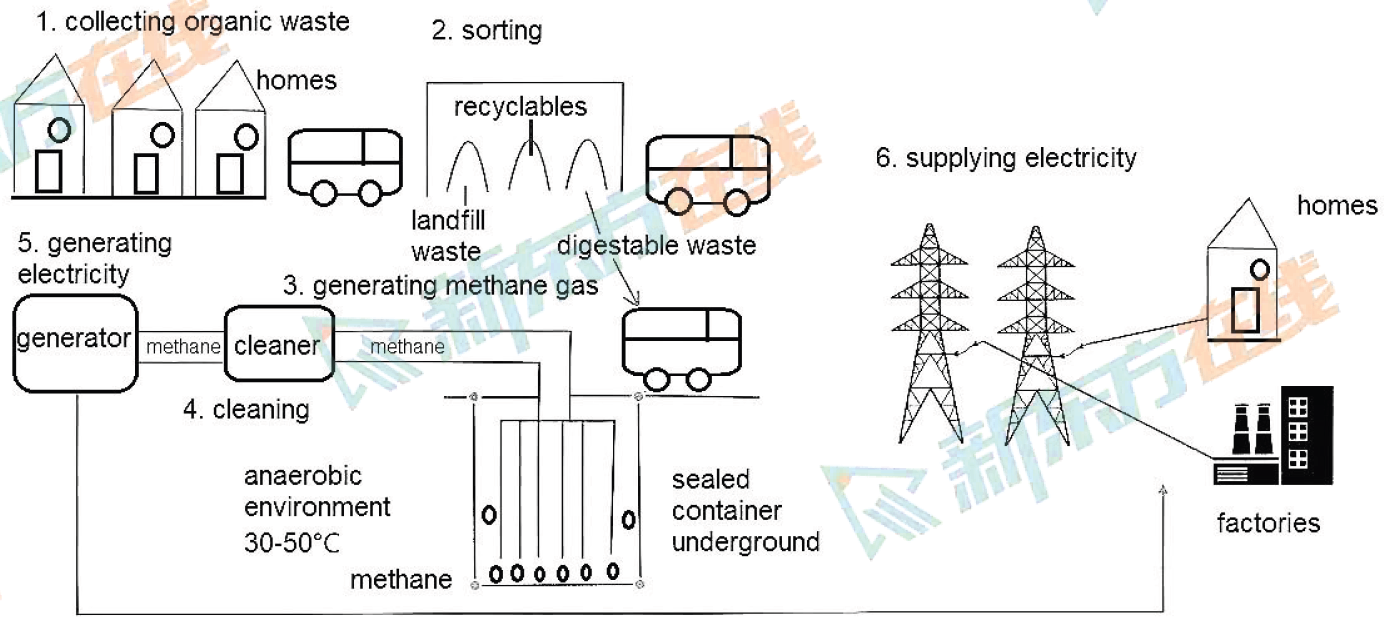 1. collecting organic waste
homes
2. sorting
recyclables
landfill
waste
digestable waste
3. generating methane gas
methane
cleaner
methane
generator
4. cleaning
5. generating
electricity
anaerobic
environment
30-50°C
methane
sealed
container
underground
6. supplying electricity
homes
factories
新东方在线
新东方在线
新东方在线
东方在线